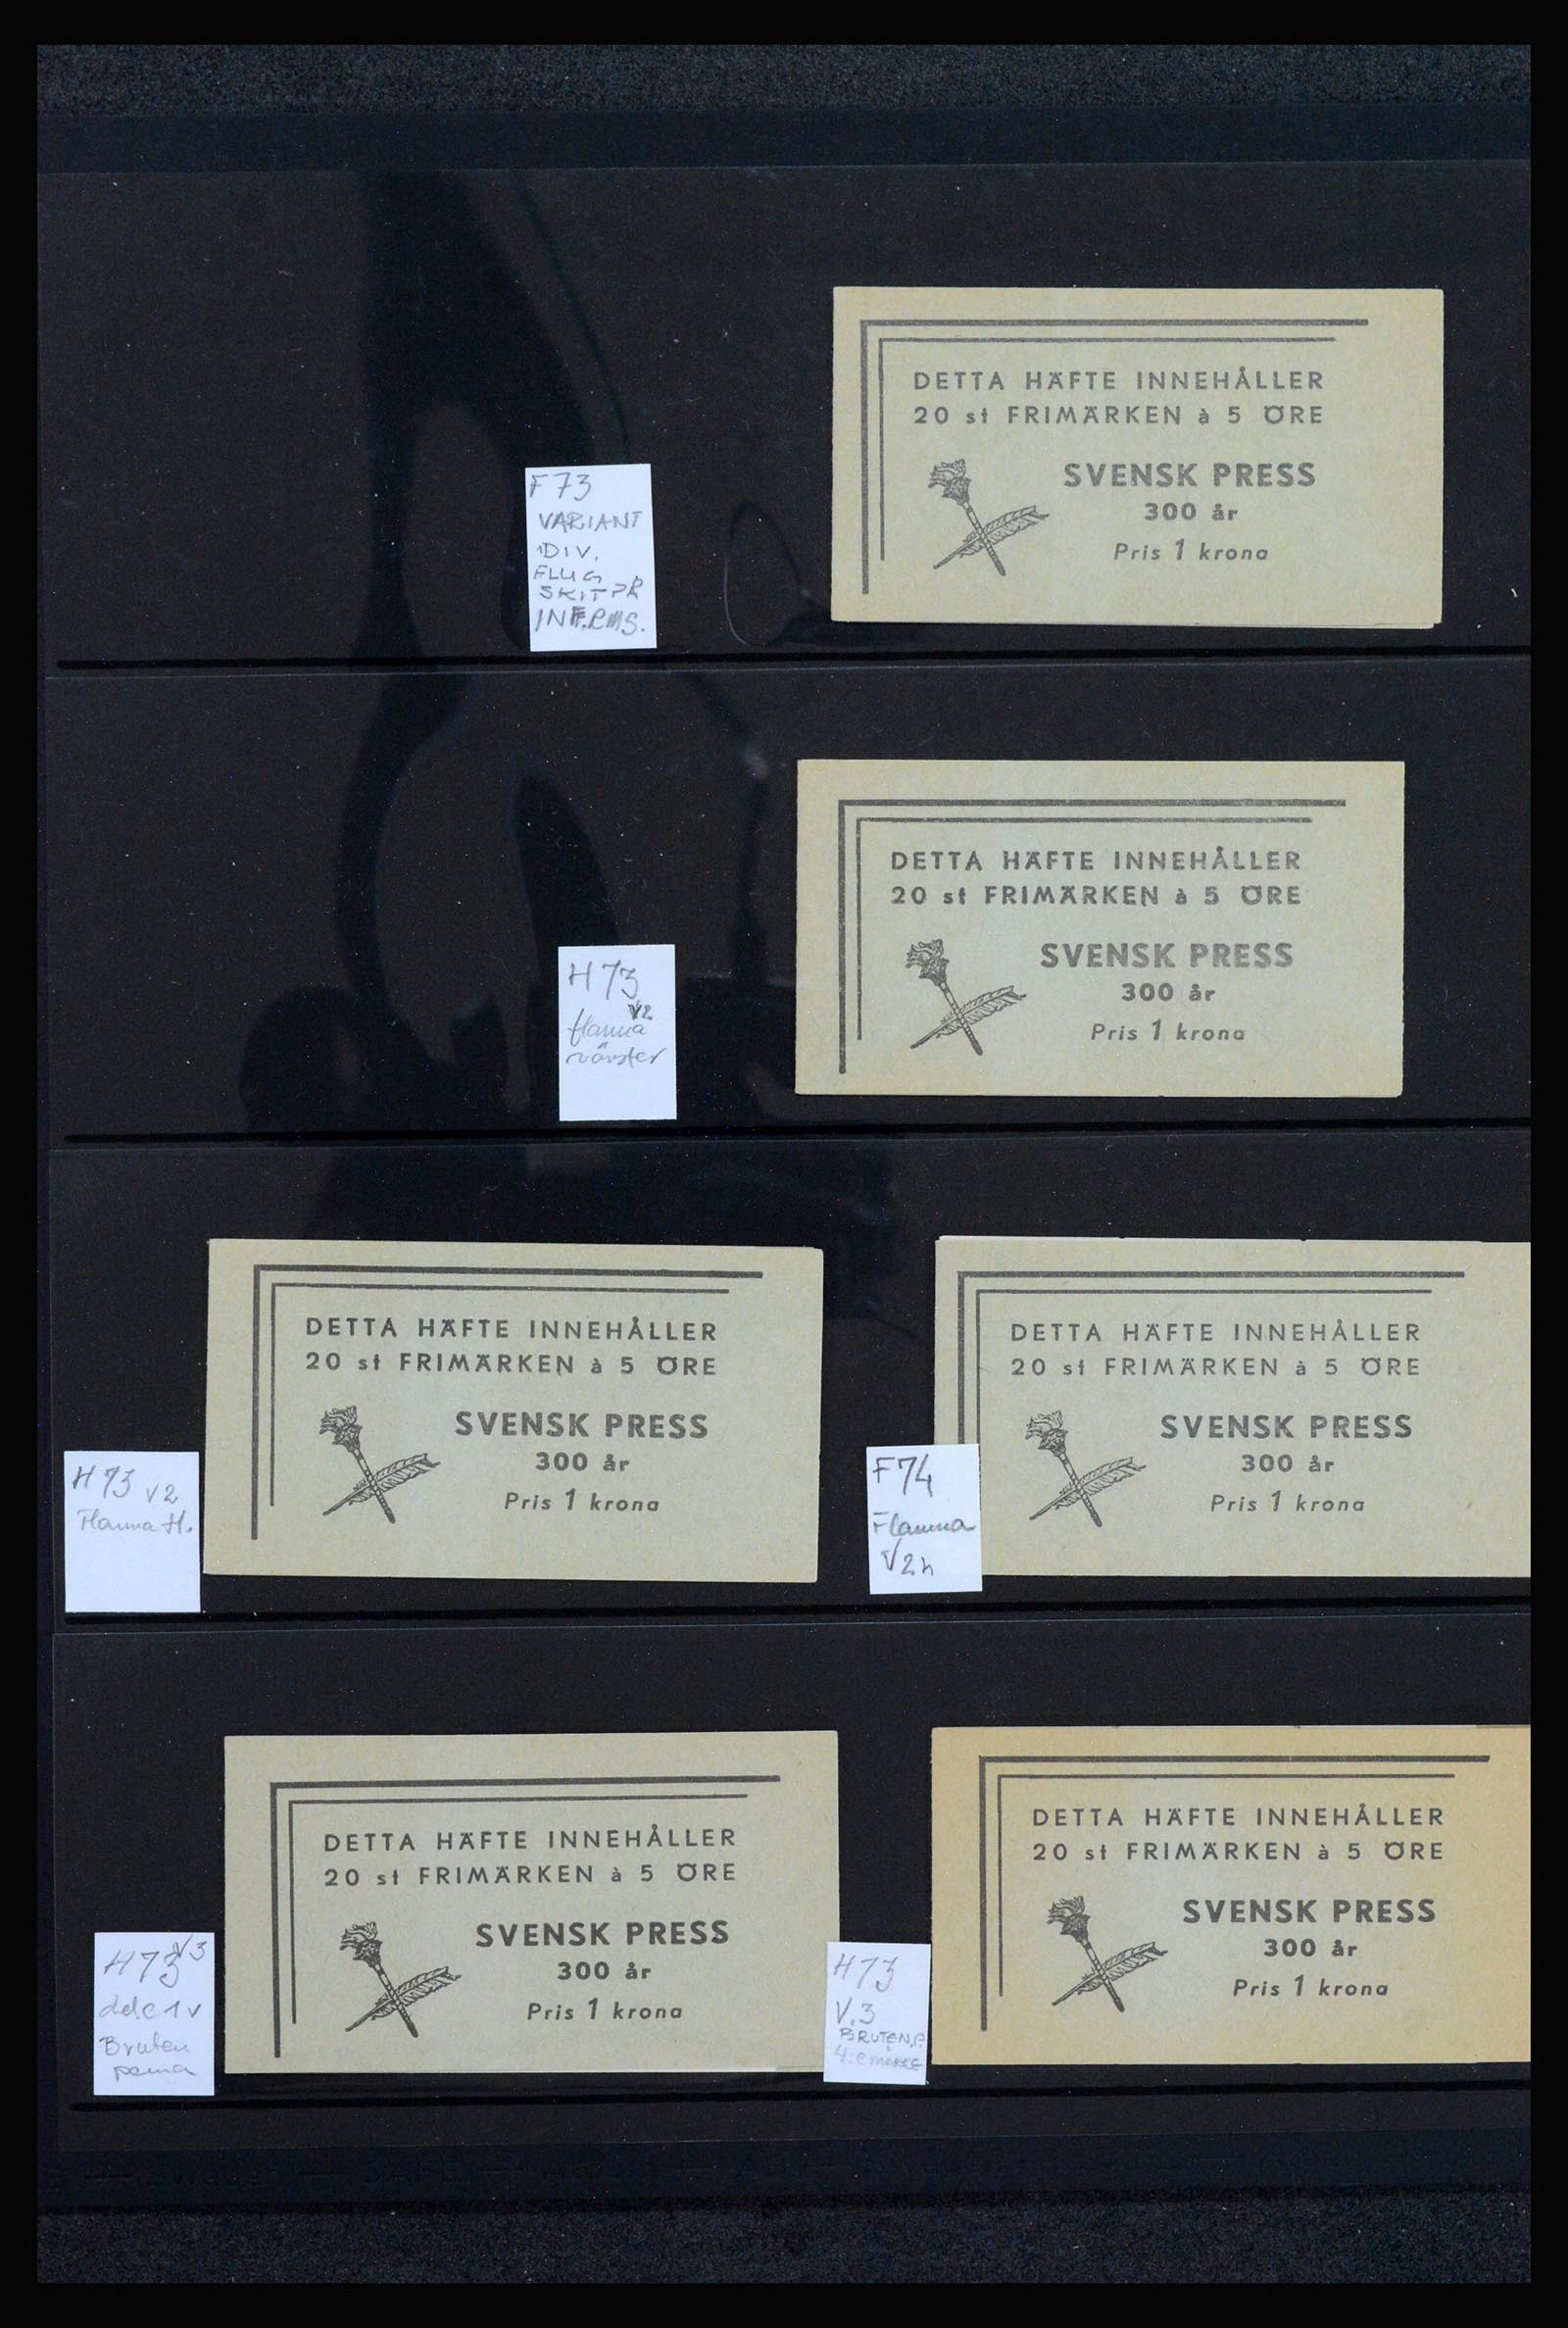 DETTA HÄFTE INNEHÅLLER
20 st FRIMÄRKEN à 5 ÖRE
SVENSK PRESS
300 år
Pris 1 krona
F73
VARIANT
DIV.
FLUG
SKIT PÅ
DETTA HÄFTE INNEHÅLLER
20 st FRIMÄRKEN à 5 ÖRE
SVENSK PRESS
300 år
Pris 1 krona
H73
V2
flamma
vänster
DETTA HÄFTE INNEHÅLLER
20 st FRIMÄRKEN à 5 ÖRE
SVENSK PRESS
300 år
Pris 1 krona
H73 V2
Flamma H.
DETTA HÄFTE INNEHÅLLER
20 st FRIMÄRKEN à 5 ÖRE
SVENSK PRESS
300 år
Pris 1 krona
F74
Flamma
V2h
DETTA HÄFTE INNEHÅLLER
20 st FRIMÄRKEN à 5 ÖRE
SVENSK PRESS
300 år
Pris 1 krona
H73 V3
1v
Bruten
penna
DETTA HÄFTE INNEHÅLLER
20 st FRIMÄRKEN à 5 ÖRE
SVENSK PRESS
300 år
Pris 1 krona
H73
V.3
BRUTEN P.
4:e MÄRKE